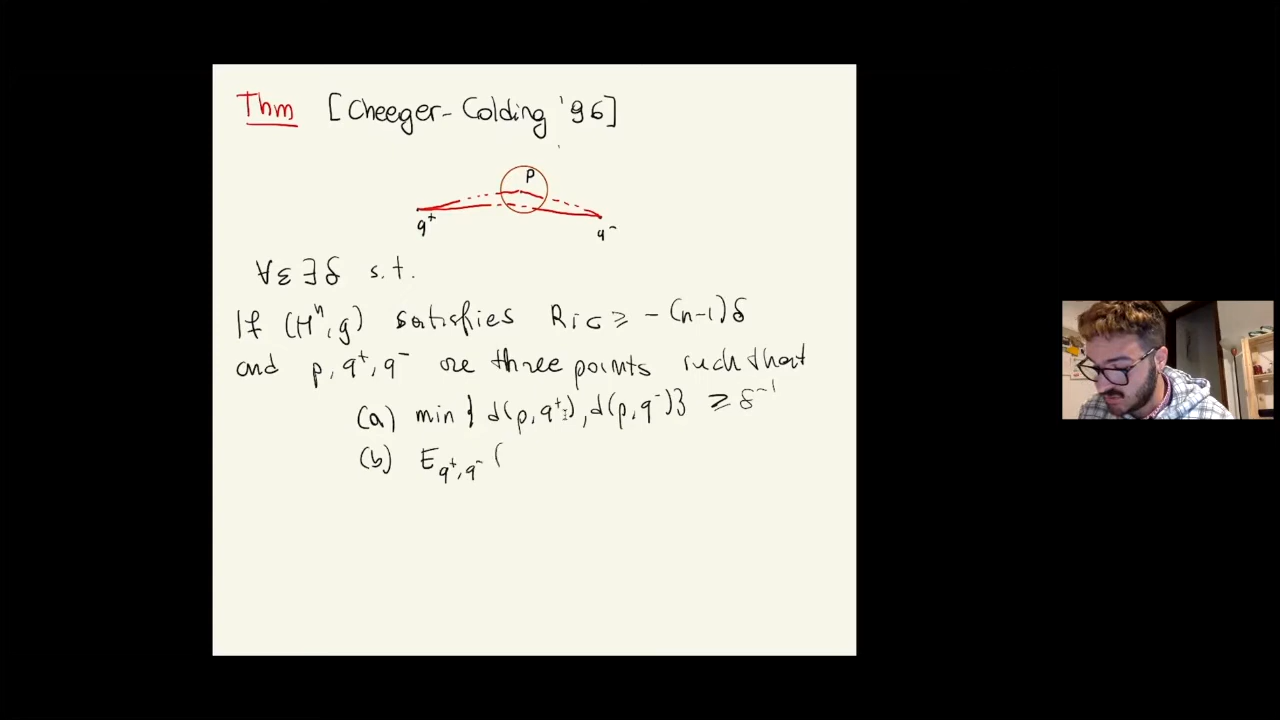 Thm [Cheeger-Colding '96]
p
q⁺ q⁻
∀ε ∃δ s.t.
If (Mⁿ, g) satisfies Ric ≥ -(n-1)δ
and p, q⁺, q⁻ are three points such that
(a) min { d(p, q⁺), d(p, q⁻)} ≥ δ⁻¹
(b) E_{q⁺, q⁻} (